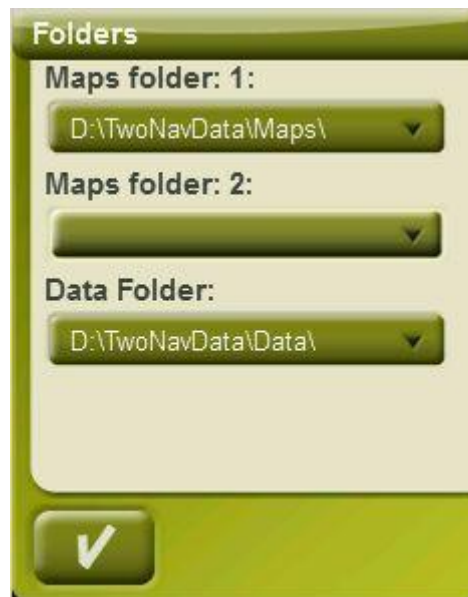 Folders
Maps folder: 1:
D:\TwoNavData\Maps\
Maps folder: 2:
Data Folder:
D:\TwoNavData\Data\